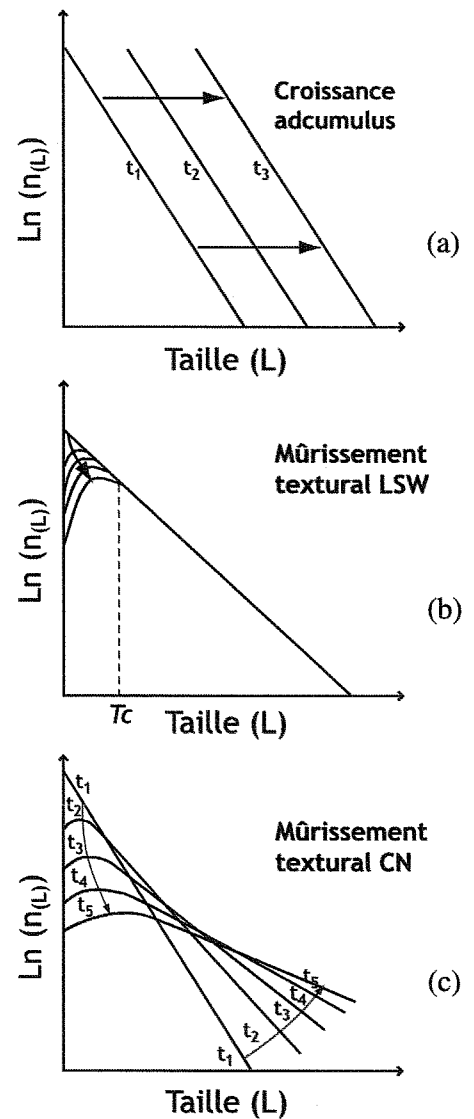 Croissance
adcumulus
t₁
t₂
t₃
Ln (n(L))
(a)
Taille (L)
Mûrissement
textural LSW
Ln (n(L))
(b)
Tc
Taille (L)
t₁
t₂
t₃
t₄
t₅
Mûrissement
textural CN
Ln (n(L))
t₅
t₄
t₃
t₂
t₁
(c)
Taille (L)